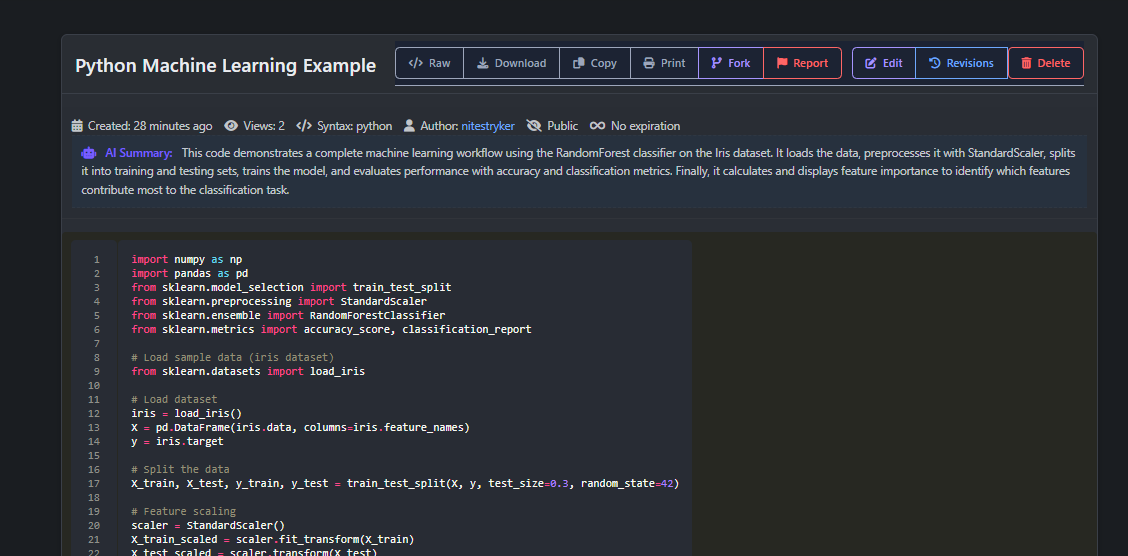 Python Machine Learning Example
Raw Download Copy Print Fork Report Edit Revisions Delete
Created: 28 minutes ago Views: 2 Syntax: python Author: nitestryker Public No expiration
AI Summary: This code demonstrates a complete machine learning workflow using the RandomForest classifier on the Iris dataset. It loads the data, preprocesses it with StandardScaler, splits
it into training and testing sets, trains the model, and evaluates performance with accuracy and classification metrics. Finally, it calculates and displays feature importance to identify which features
contribute most to the classification task.
1 import numpy as np
2 import pandas as pd
3 from sklearn.model_selection import train_test_split
4 from sklearn.preprocessing import StandardScaler
5 from sklearn.ensemble import RandomForestClassifier
6 from sklearn.metrics import accuracy_score, classification_report
7
8 # Load sample data (iris dataset)
9 from sklearn.datasets import load_iris
10
11 # Load dataset
12 iris = load_iris()
13 X = pd.DataFrame(iris.data, columns=iris.feature_names)
14 y = iris.target
15
16 # Split the data
17 X_train, X_test, y_train, y_test = train_test_split(X, y, test_size=0.3, random_state=42)
18
19 # Feature scaling
20 scaler = StandardScaler()
21 X_train_scaled = scaler.fit_transform(X_train)
22 X_test_scaled = scaler.transform(X_test)